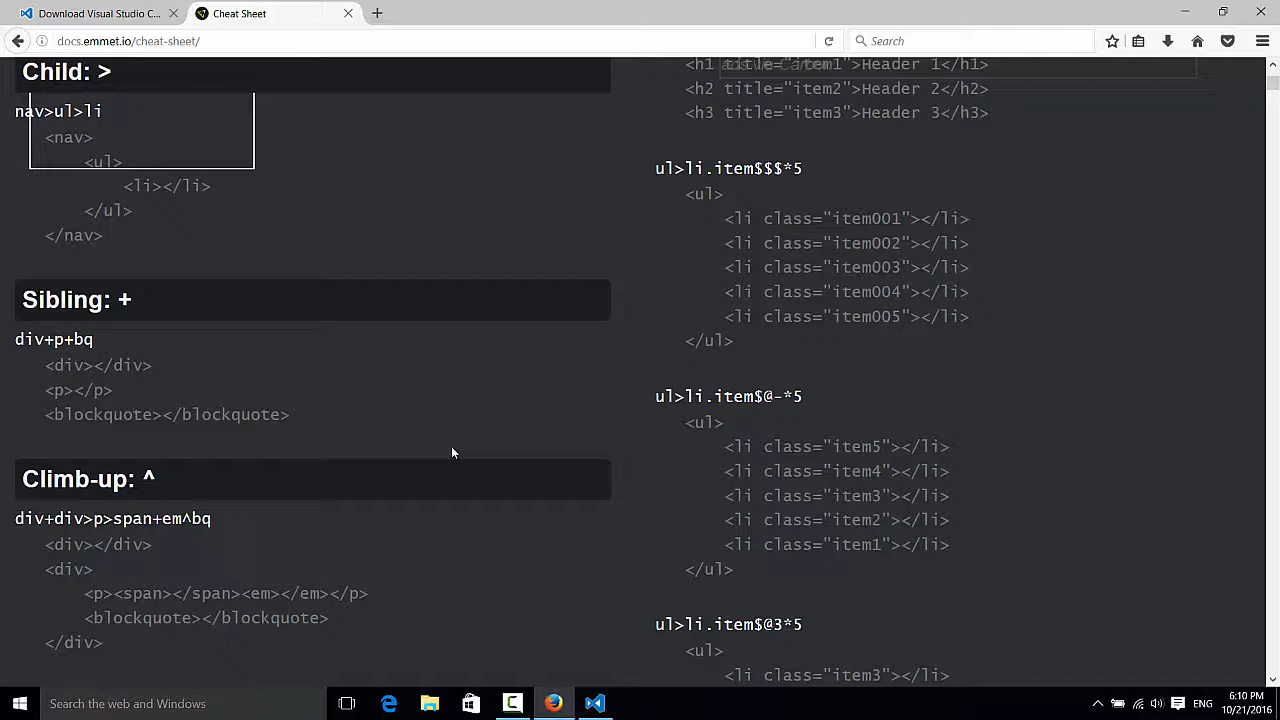 Download Visual Studio C...
Cheat Sheet
docs.emmet.io/cheat-sheet/
Search
Child: >
nav>ul>li
<nav>
<ul>
<li></li>
</ul>
</nav>
Sibling: +
div+p+bq
<div></div>
<p></p>
<blockquote></blockquote>
Climb-up: ^
div+div>p>span+em^bq
<div></div>
<div>
<p><span></span><em></em></p>
<blockquote></blockquote>
</div>
<h1 title="item1">Header 1</h1>
<h2 title="item2">Header 2</h2>
<h3 title="item3">Header 3</h3>
ul>li.item$$$*5
<ul>
<li class="item001"></li>
<li class="item002"></li>
<li class="item003"></li>
<li class="item004"></li>
<li class="item005"></li>
</ul>
ul>li.item$@-*5
<ul>
<li class="item5"></li>
<li class="item4"></li>
<li class="item3"></li>
<li class="item2"></li>
<li class="item1"></li>
</ul>
ul>li.item$@3*5
<ul>
<li class="item3"></li>
Search the web and Windows
ENG
6:10 PM
10/21/2016